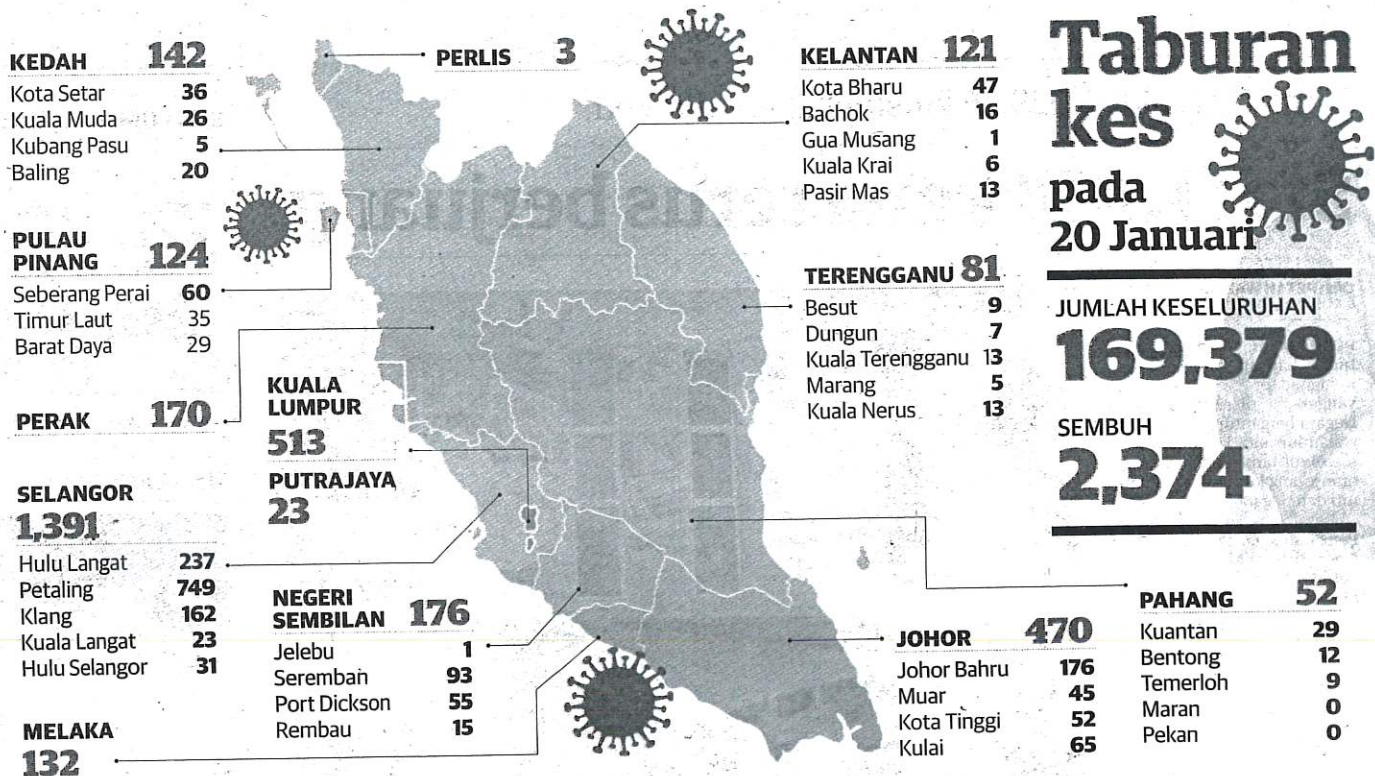 Taburan
kes
pada
20 Januari
JUMLAH KESELURUHAN
169,379
SEMBUH
2,374
KEDAH 142
Kota Setar 36
Kuala Muda 26
Kubang Pasu 5
Baling 20
PERLIS 3
KELANTAN 121
Kota Bharu 47
Bachok 16
Gua Musang 1
Kuala Krai 6
Pasir Mas 13
PULAU
PINANG 124
Seberang Perai 60
Timur Laut 35
Barat Daya 29
TERENGGANU 81
Besut 9
Dungun 7
Kuala Terengganu 13
Marang 5
Kuala Nerus 13
PERAK 170
KUALA
LUMPUR
513
PUTRAJAYA
23
SELANGOR
1,391
Hulu Langat 237
Petaling 749
Klang 162
Kuala Langat 23
Hulu Selangor 31
NEGERI
SEMBILAN 176
Jelebu 1
Seremban 93
Port Dickson 55
Rembau 15
MELAKA
132
JOHOR 470
Johor Bahru 176
Muar 45
Kota Tinggi 52
Kulai 65
PAHANG 52
Kuantan 29
Bentong 12
Temerloh 9
Maran 0
Pekan 0